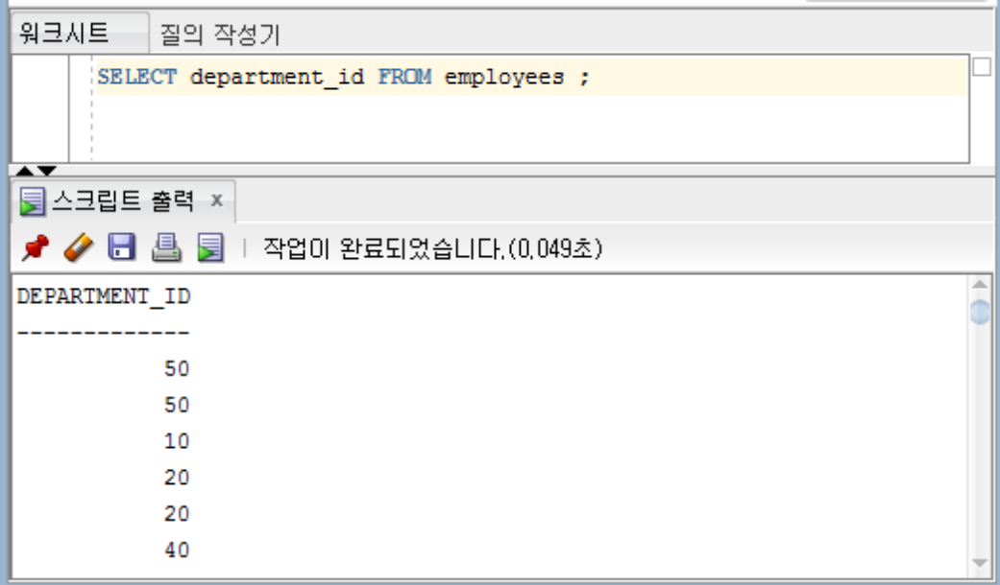 워크시트 질의 작성기
SELECT department_id FROM employees ;
스크립트 출력 x
작업이 완료되었습니다.(0.049초)
DEPARTMENT_ID
-------------
50
50
10
20
20
40